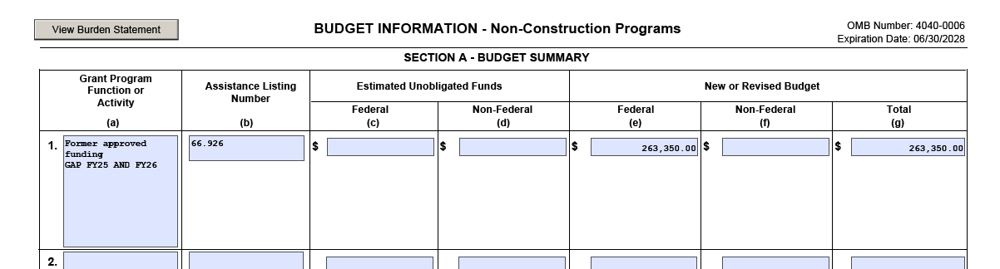 View Burden Statement
BUDGET INFORMATION - Non-Construction Programs
OMB Number: 4040-0006
Expiration Date: 06/30/2028
SECTION A - BUDGET SUMMARY
Grant Program
Function or
Activity
(a)
Assistance Listing
Number
(b)
Estimated Unobligated Funds
New or Revised Budget
Federal
(c)
Non-Federal
(d)
Federal
(e)
Non-Federal
(f)
Total
(g)
1.
Former approved
funding
GAP FY25 AND FY26
66.926
$
$
$ 263,350.00
$
$ 263,350.00
2.